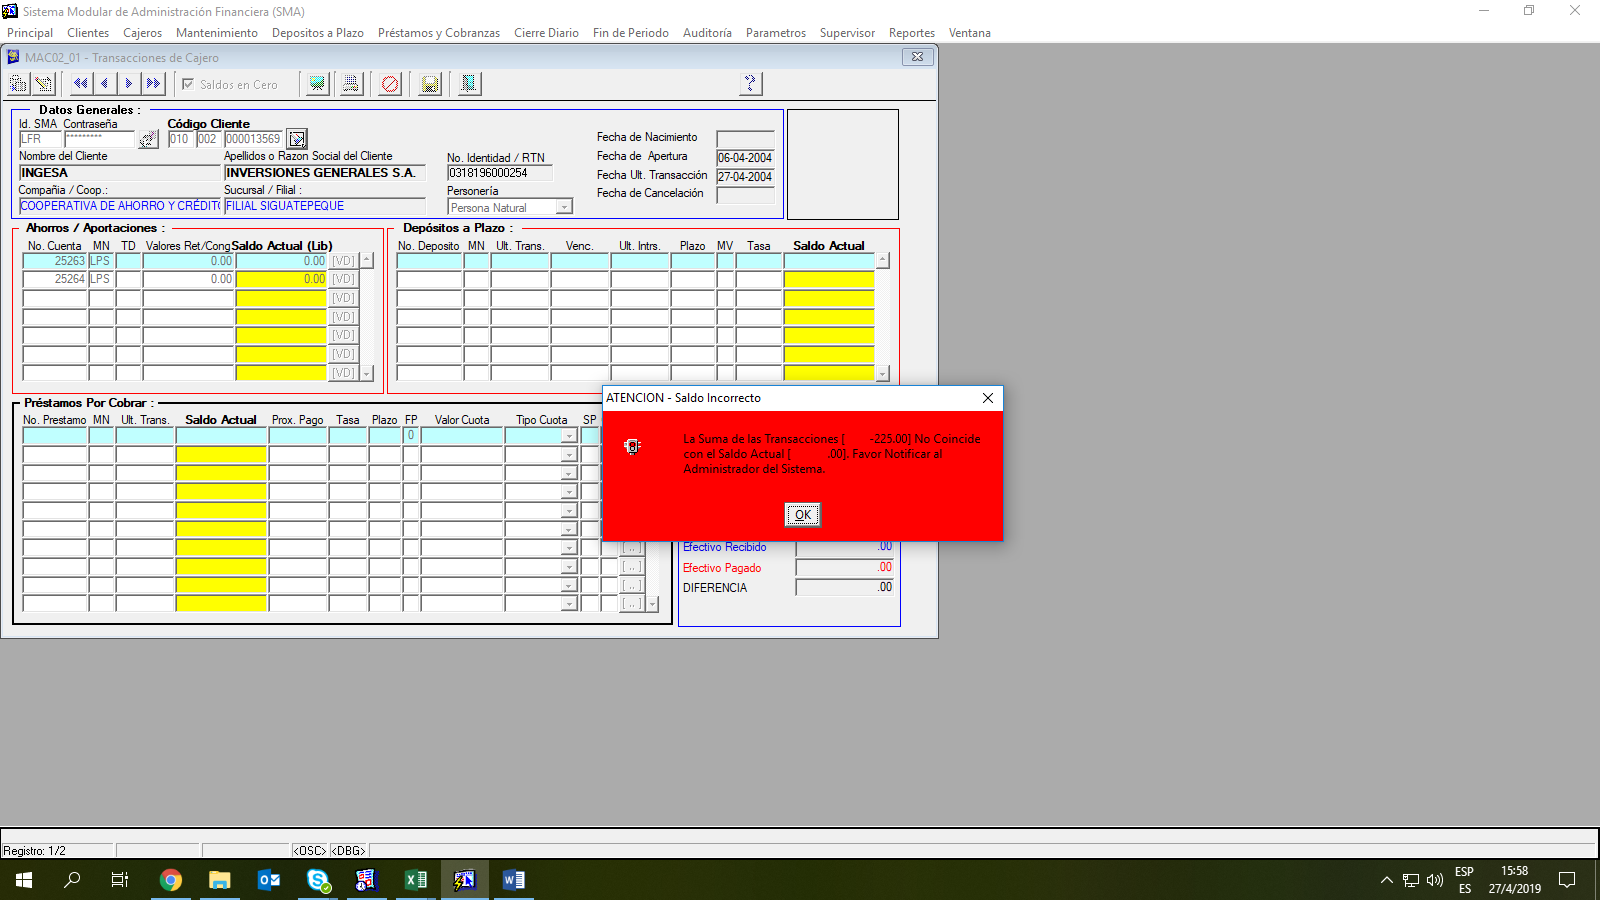 Sistema Modular de Administración Financiera (SMA)
Principal Clientes Cajeros Mantenimiento Depositos a Plazo Préstamos y Cobranzas Cierre Diario Fin de Periodo Auditoría Parametros Supervisor Reportes Ventana
MAC02_01 - Transacciones de Cajero
Saldos en Cero
Datos Generales :
Id. SMA Contraseña Código Cliente
LFR ********* 010 002 000013569
Nombre del Cliente Apellidos o Razon Social del Cliente No. Identidad / RTN
INGESA INVERSIONES GENERALES S.A. 0318196000254
Compañia / Coop.: Sucursal / Filial : Personería
COOPERATIVA DE AHORRO Y CRÉDITO FILIAL SIGUATEPEQUE Persona Natural
Fecha de Nacimiento
Fecha de Apertura 06-04-2004
Fecha Ult. Transacción 27-04-2004
Fecha de Cancelación
Ahorros / Aportaciones :
No. Cuenta MN TD Valores Ret/Cong Saldo Actual (Lib)
25263 LPS 0.00 0.00 [VD]
25264 LPS 0.00 0.00 [VD]
[VD]
[VD]
[VD]
[VD]
[VD]
Depósitos a Plazo :
No. Deposito MN Ult. Trans. Venc. Ult. Intrs. Plazo MV Tasa Saldo Actual
Préstamos Por Cobrar :
No. Prestamo MN Ult. Trans. Saldo Actual Prox. Pago Tasa Plazo FP Valor Cuota Tipo Cuota SP
0
[ .. ]
[ .. ]
[ .. ]
[ .. ]
ATENCION - Saldo Incorrecto
La Suma de las Transacciones [ -225.00] No Coincide
con el Saldo Actual [ .00]. Favor Notificar al
Administrador del Sistema.
OK
Efectivo Recibido .00
Efectivo Pagado .00
DIFERENCIA .00
Registro: 1/2 <OSC> <DBG>
ESP
ES
15:58
27/4/2019